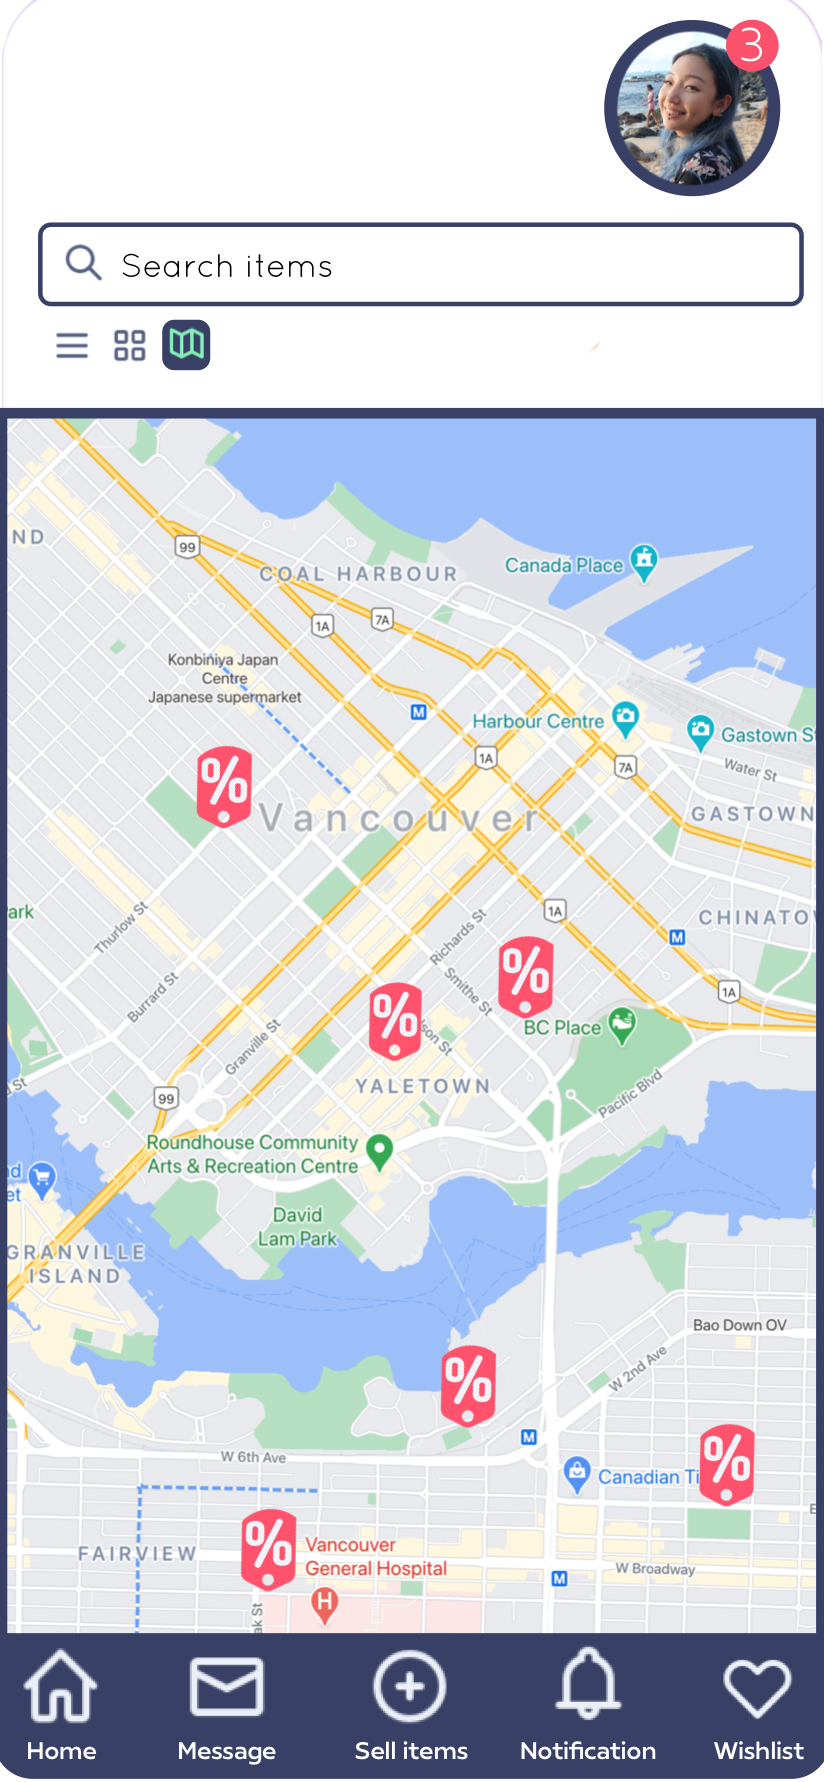 3
Search items
ND
99
COAL HARBOUR
Canada Place
1A
7A
Konbiniya Japan
Centre
Japanese supermarket
M
Harbour Centre
Gastown S
1A
7A
Water St
%
Vancouver
GASTOWN
ark
Thurlow St
Richards St
1A
CHINATO
M
%
Smithe St
Burrard St
1A
%
lson St
BC Place
Granville St
YALETOWN
Pacific Blvd
d St
99
Roundhouse Community
Arts & Recreation Centre
nd
et
David
Lam Park
GRANVILLE
ISLAND
Bao Down OV
W 2nd Ave
%
M
W 6th Ave
Canadian Ti
%
FAIRVIEW
%
Vancouver
General Hospital
W Broadway
M
H
ak St
Home
Message
Sell items
Notification
Wishlist